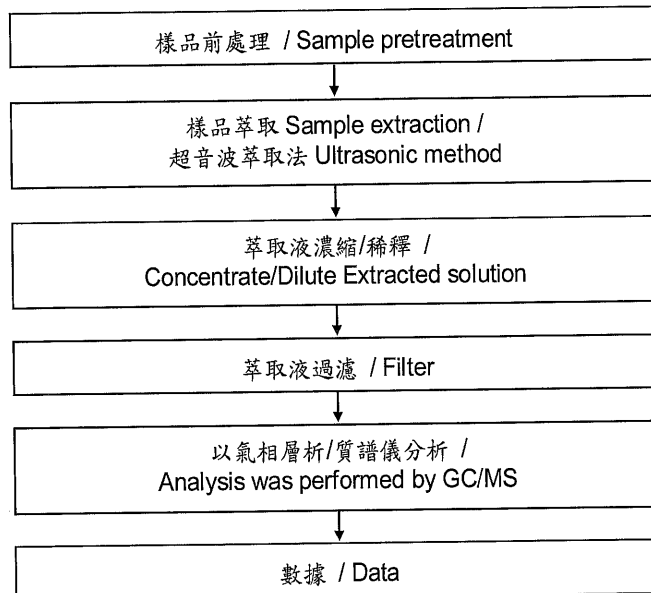 樣品前處理 / Sample pretreatment
樣品萃取 Sample extraction /
超音波萃取法 Ultrasonic method
萃取液濃縮/稀釋 /
Concentrate/Dilute Extracted solution
萃取液過濾 / Filter
以氣相層析/質譜儀分析 /
Analysis was performed by GC/MS
數據 / Data